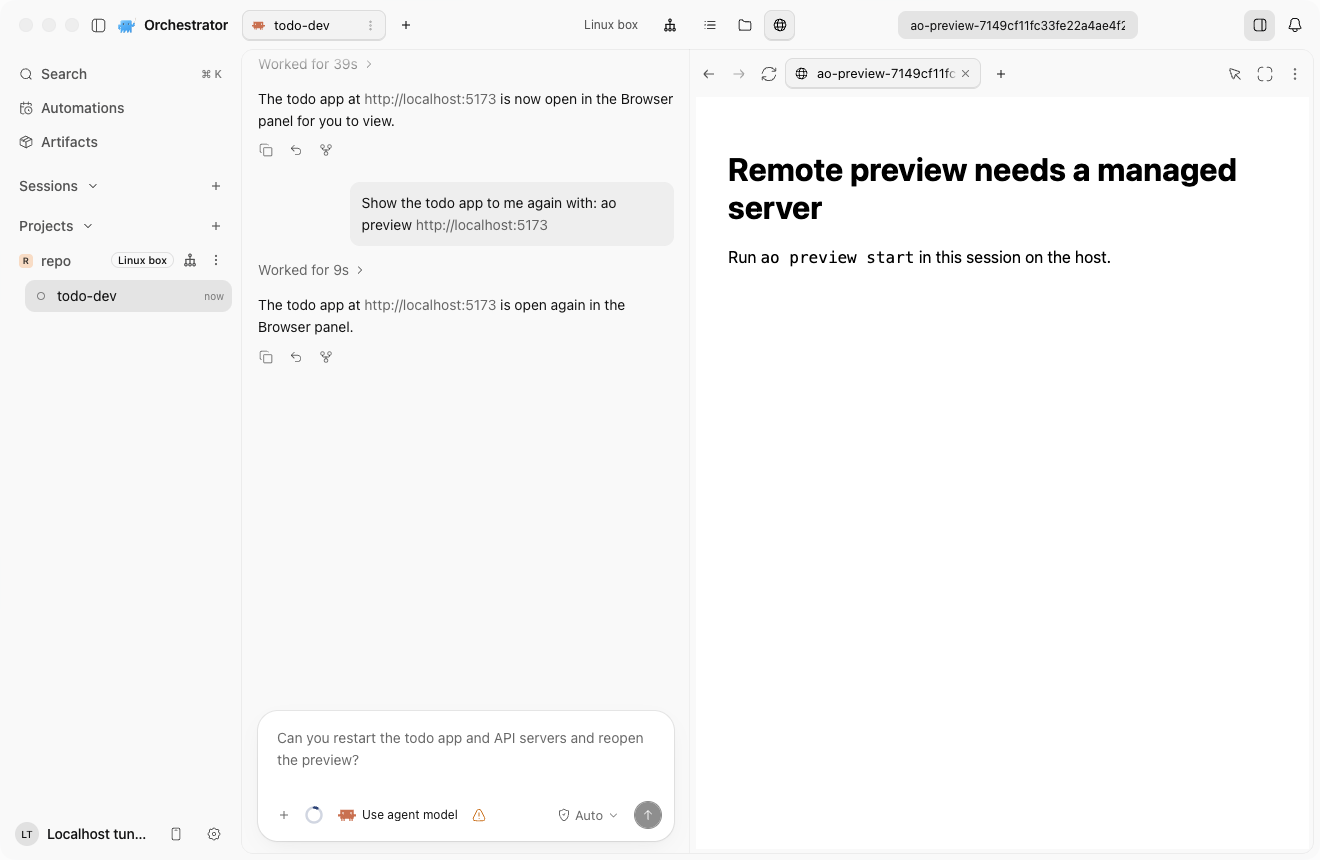 Orchestrator
todo-dev
Linux box
ao-preview-7149cf11fc33fe22a4ae4f2
Search
⌘ K
Automations
Artifacts
Sessions
Projects
R repo Linux box
todo-dev now
LT Localhost tun...
Worked for 39s
The todo app at http://localhost:5173 is now open in the Browser
panel for you to view.
Show the todo app to me again with: ao
preview http://localhost:5173
Worked for 9s
The todo app at http://localhost:5173 is open again in the
Browser panel.
Can you restart the todo app and API servers and reopen
the preview?
Use agent model
Auto
ao-preview-7149cf11fc
Remote preview needs a managed
server
Run ao preview start in this session on the host.